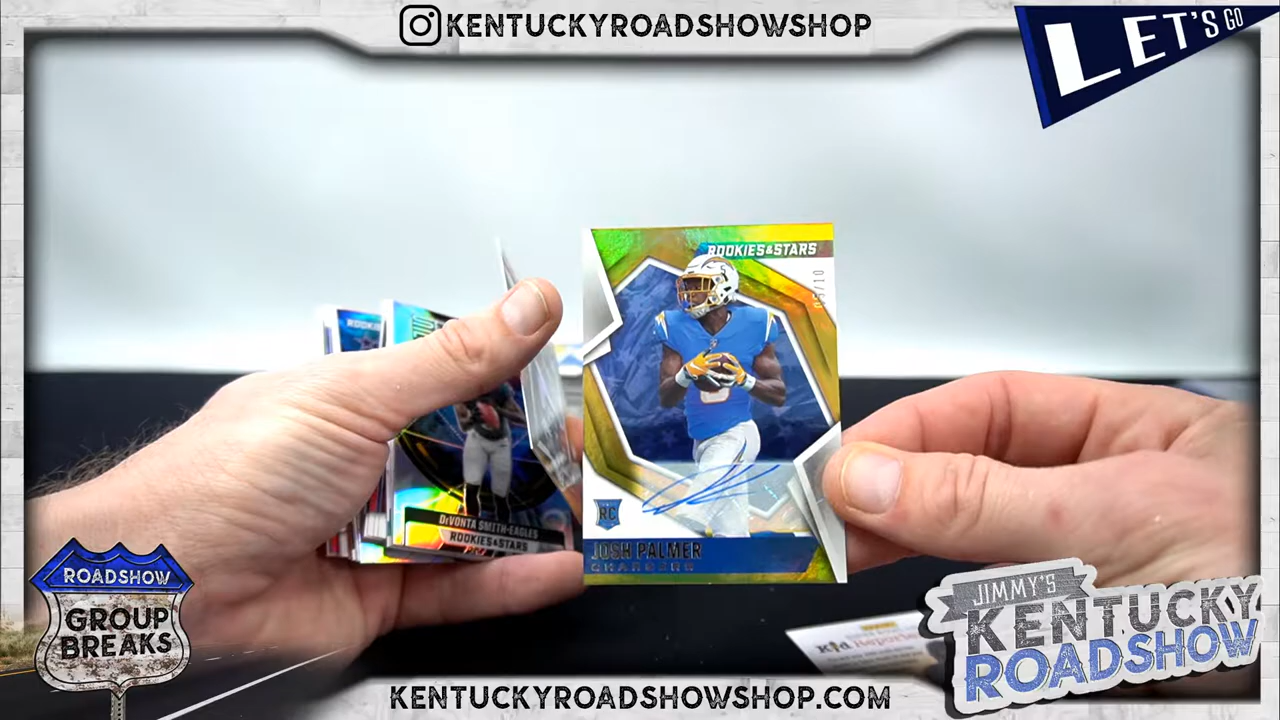 KENTUCKYROADSHOWSHOP
LET'S GO
ROOKIES&STARS
/10
RC
JOSH PALMER
CHARGERS
DEVONTA SMITH-EAGLES
ROOKIES&STARS
ROADSHOW
GROUP
BREAKS
JIMMY'S
KENTUCKY
ROADSHOW
KENTUCKYROADSHOWSHOP.COM